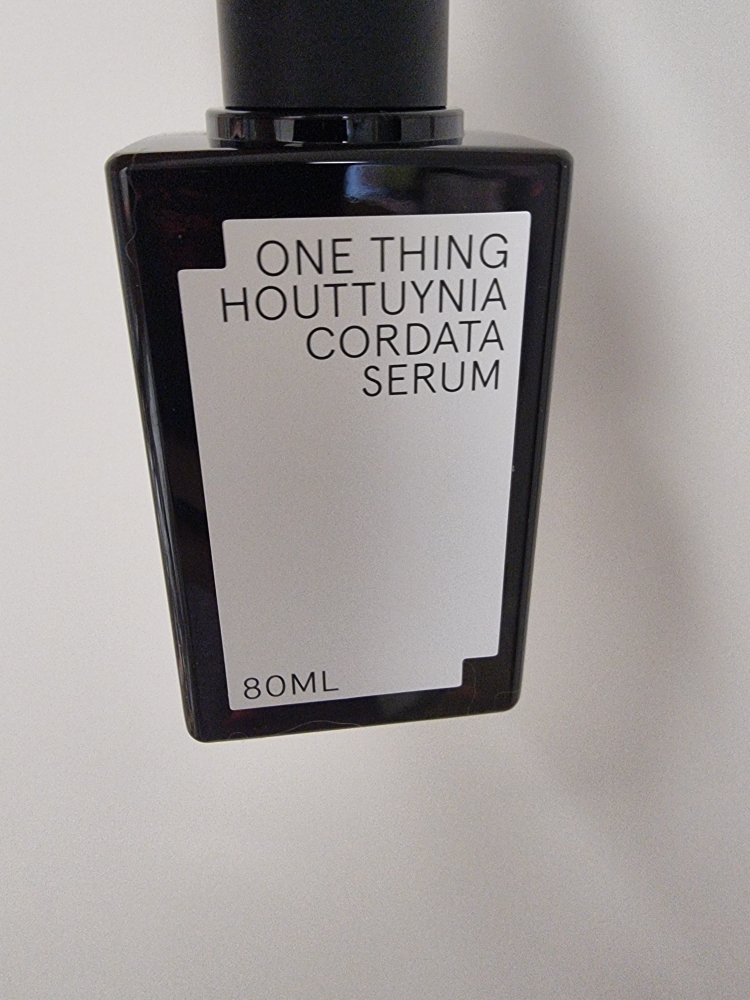 ONE THING
HOUTTUYNIA
CORDATA
SERUM
80ML